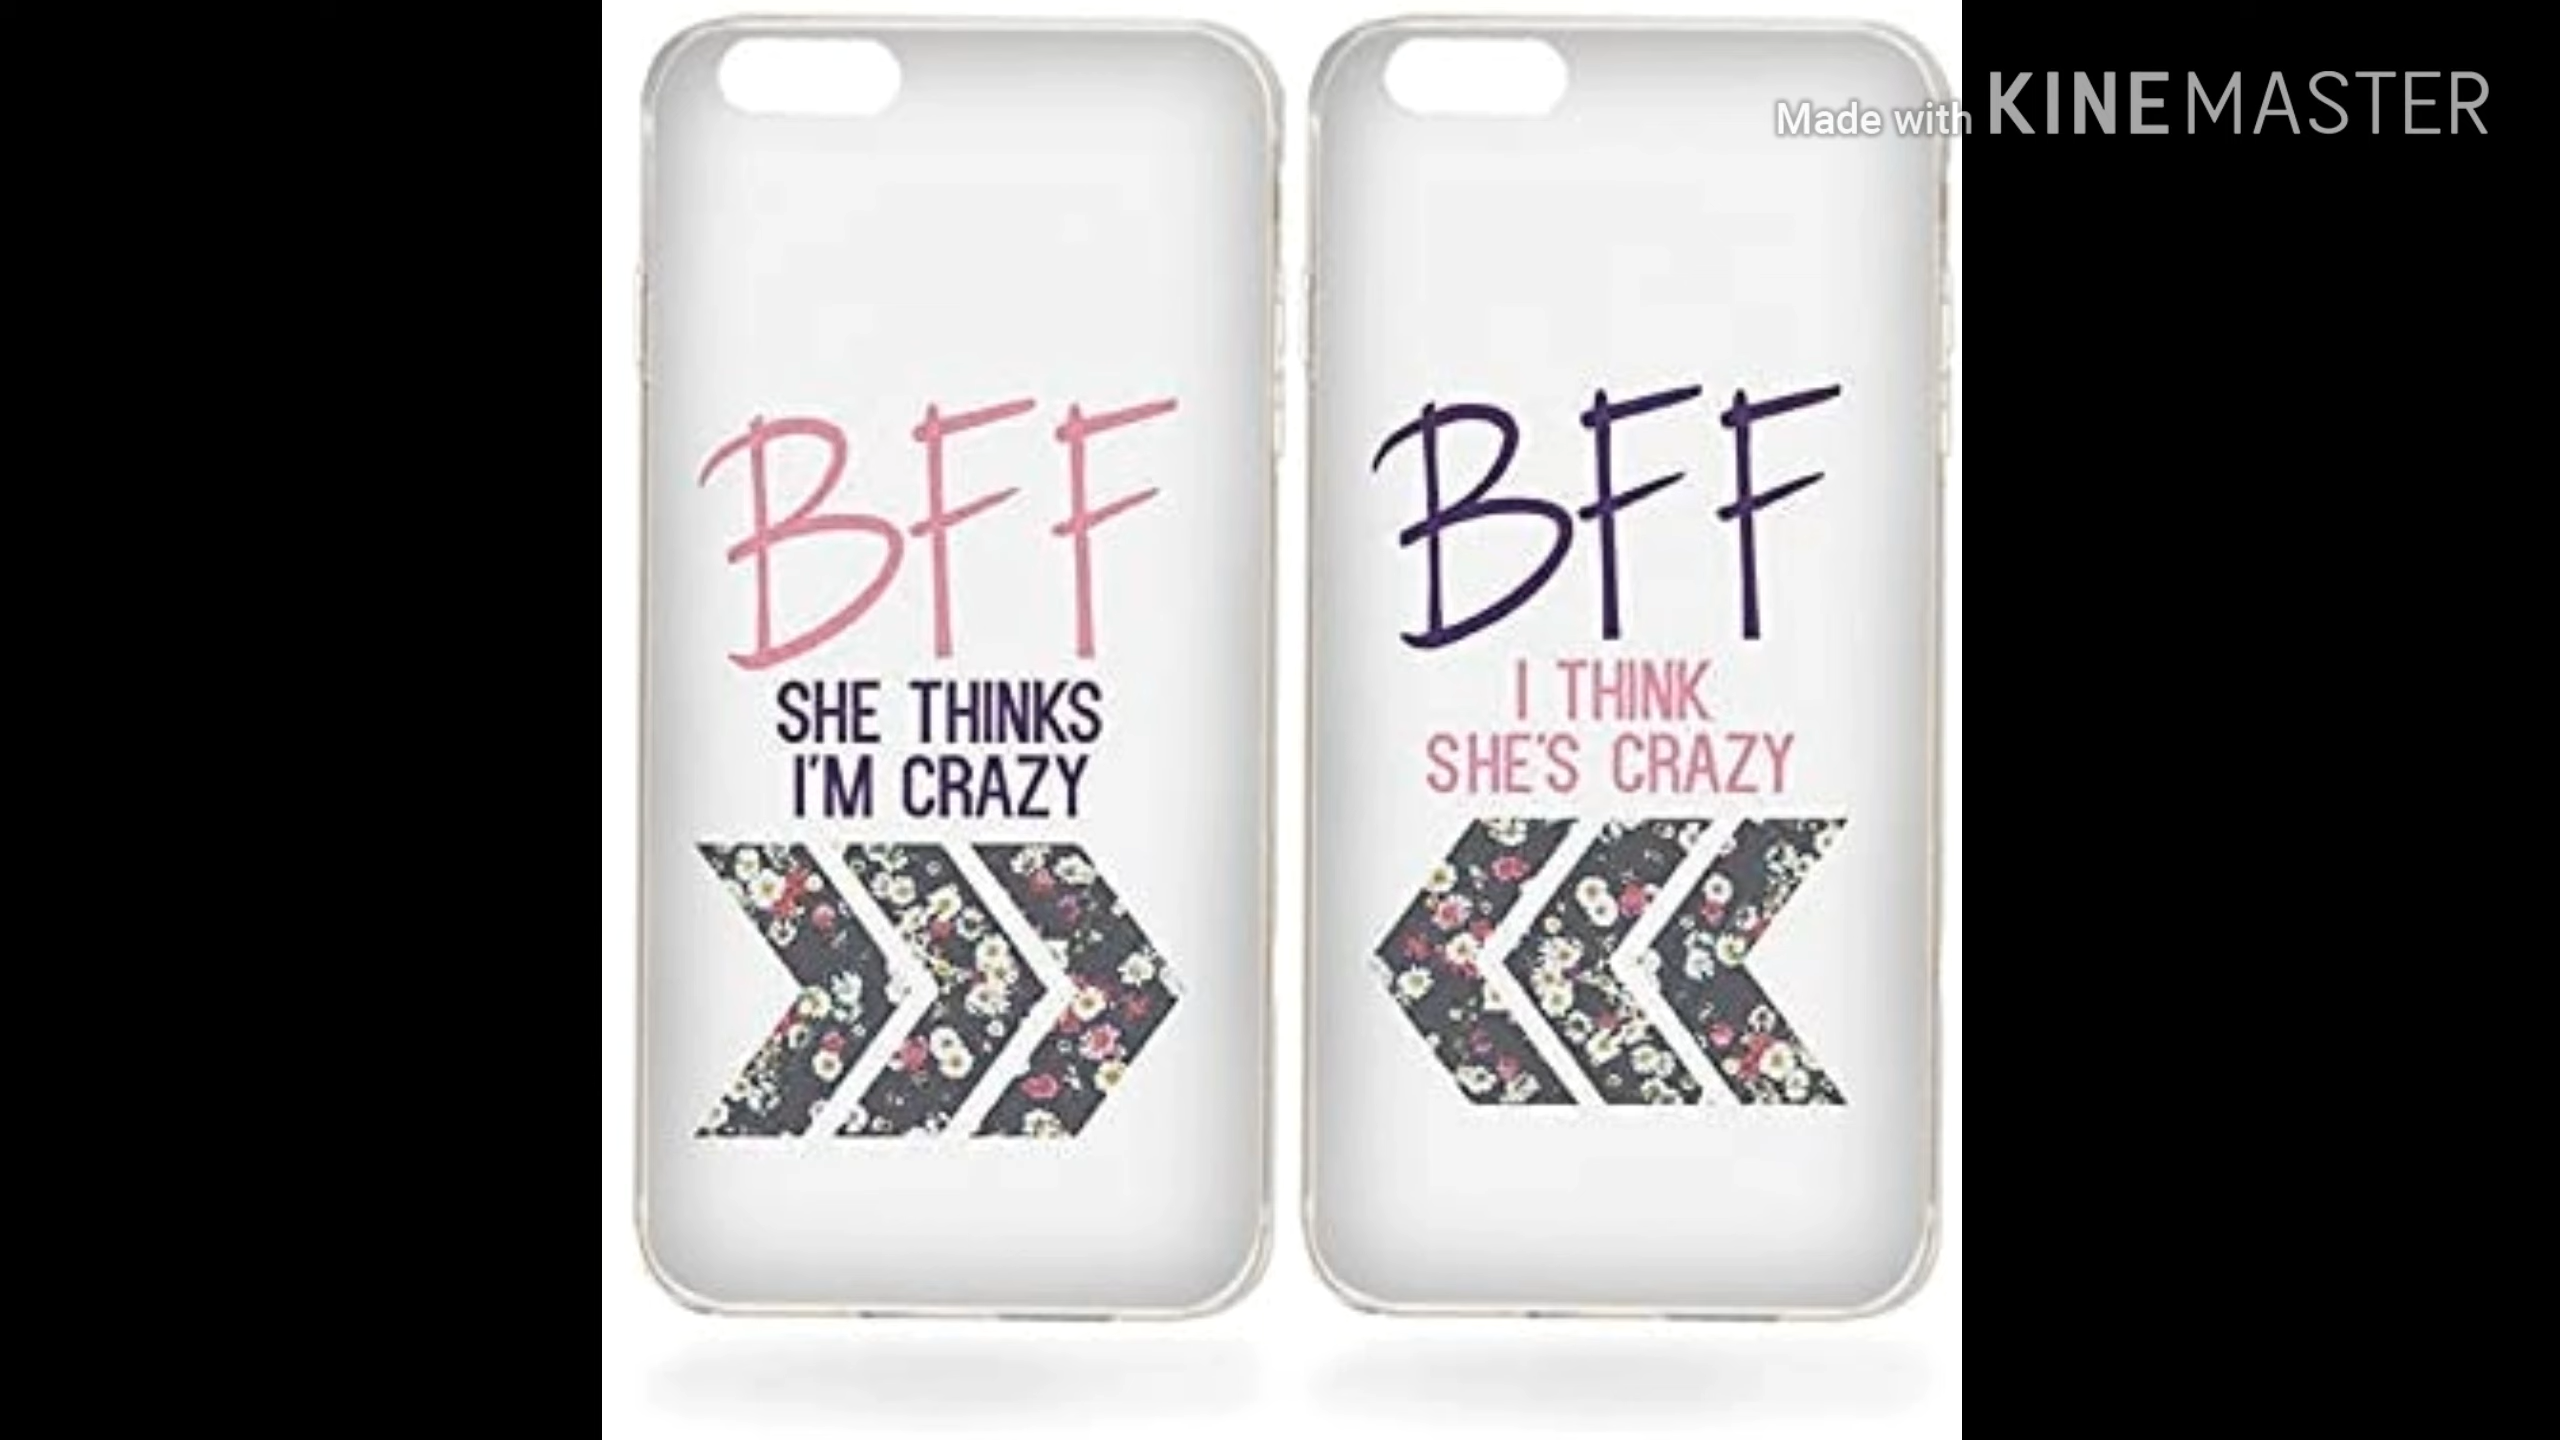 Made with KINEMASTER
BFF
SHE THINKS
I'M CRAZY
BFF
I THINK
SHE'S CRAZY